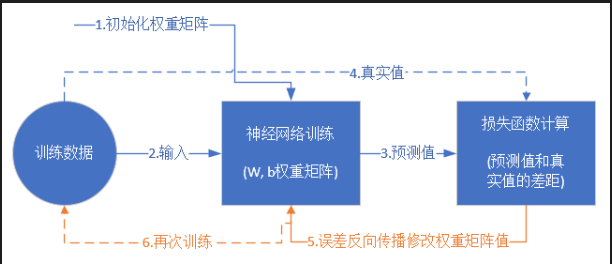 1.初始化权重矩阵
4.真实值
训练数据
2.输入
神经网络训练
(W, b权重矩阵)
3.预测值
损失函数计算
(预测值和真
实值的差距)
6.再次训练
5.误差反向传播修改权重矩阵值